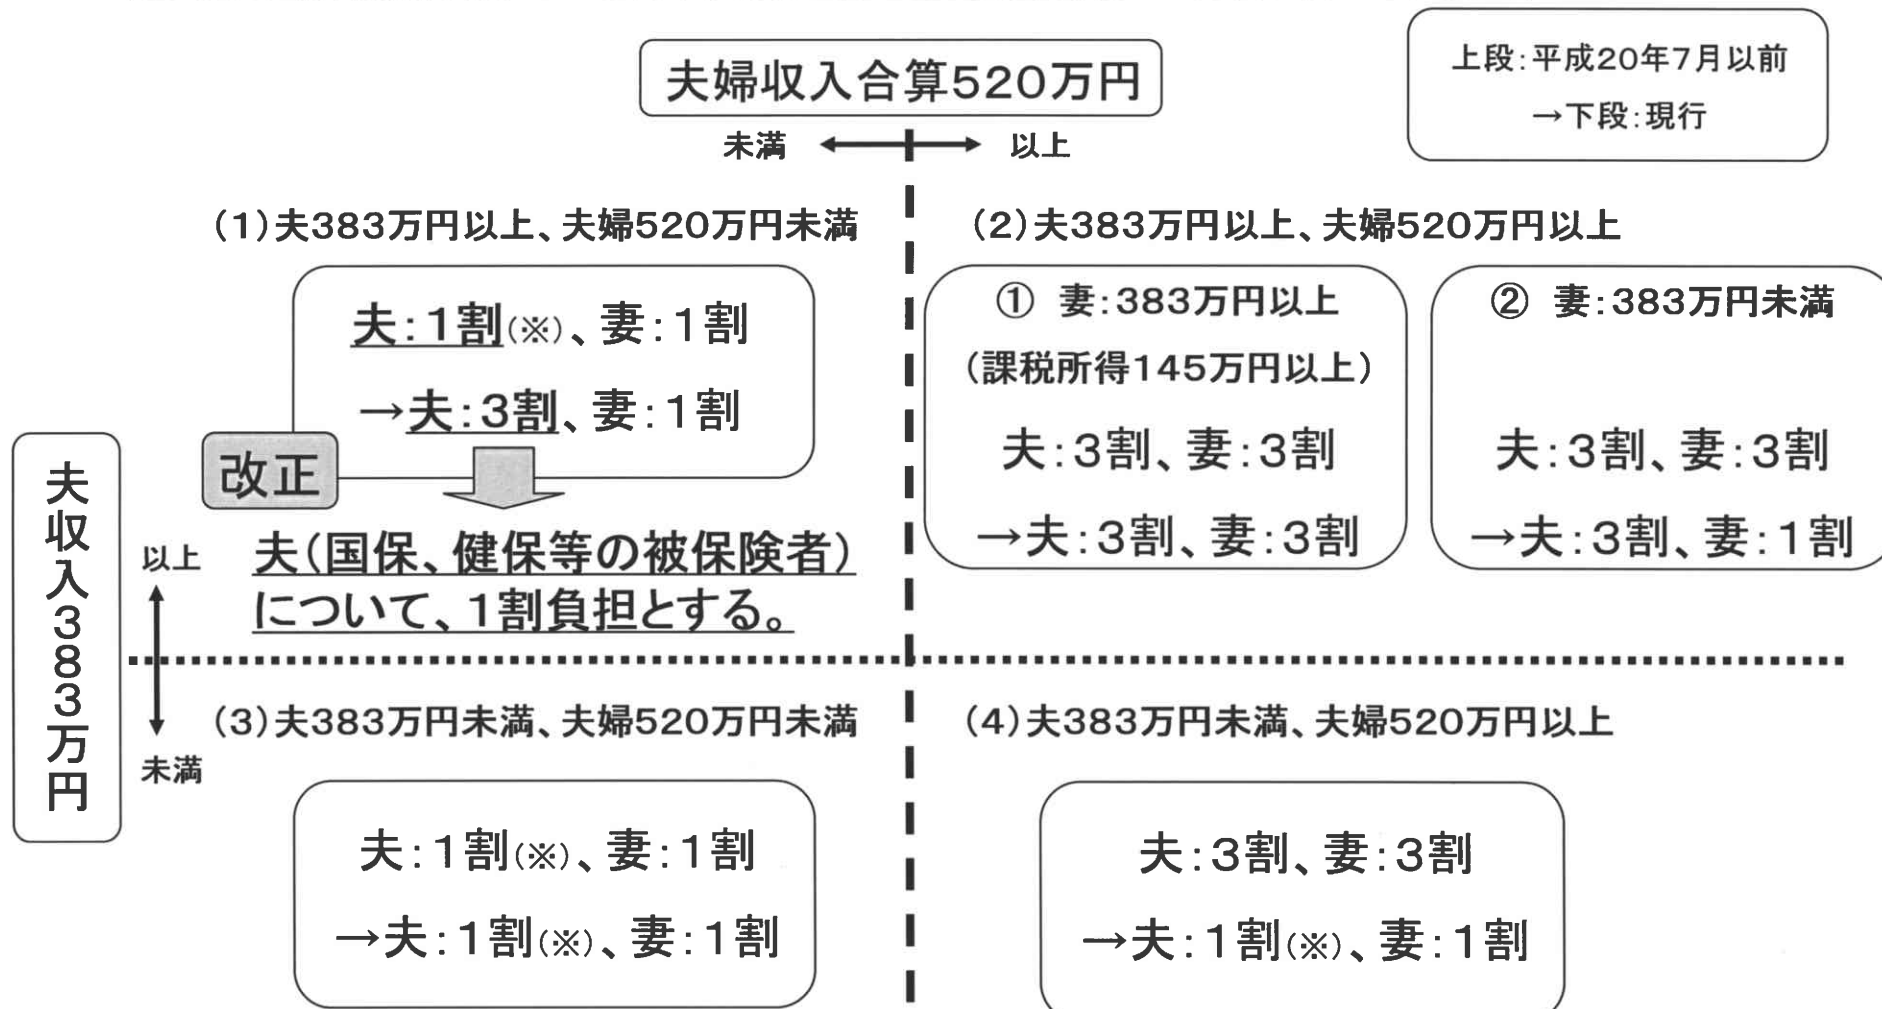 夫婦収入合算520万円
上段:平成20年7月以前
→下段:現行
未満
以上
(1)夫383万円以上、夫婦520万円未満
夫:1割(※)、妻:1割
→夫:3割、妻:1割
改正
夫(国保、健保等の被保険者)
について、1割負担とする。
(2)夫383万円以上、夫婦520万円以上
① 妻:383万円以上
(課税所得145万円以上)
夫:3割、妻:3割
→夫:3割、妻:3割
② 妻:383万円未満
夫:3割、妻:3割
→夫:3割、妻:1割
夫収入383万円
以上
未満
(3)夫383万円未満、夫婦520万円未満
夫:1割(※)、妻:1割
→夫:1割(※)、妻:1割
(4)夫383万円未満、夫婦520万円以上
夫:3割、妻:3割
→夫:1割(※)、妻:1割